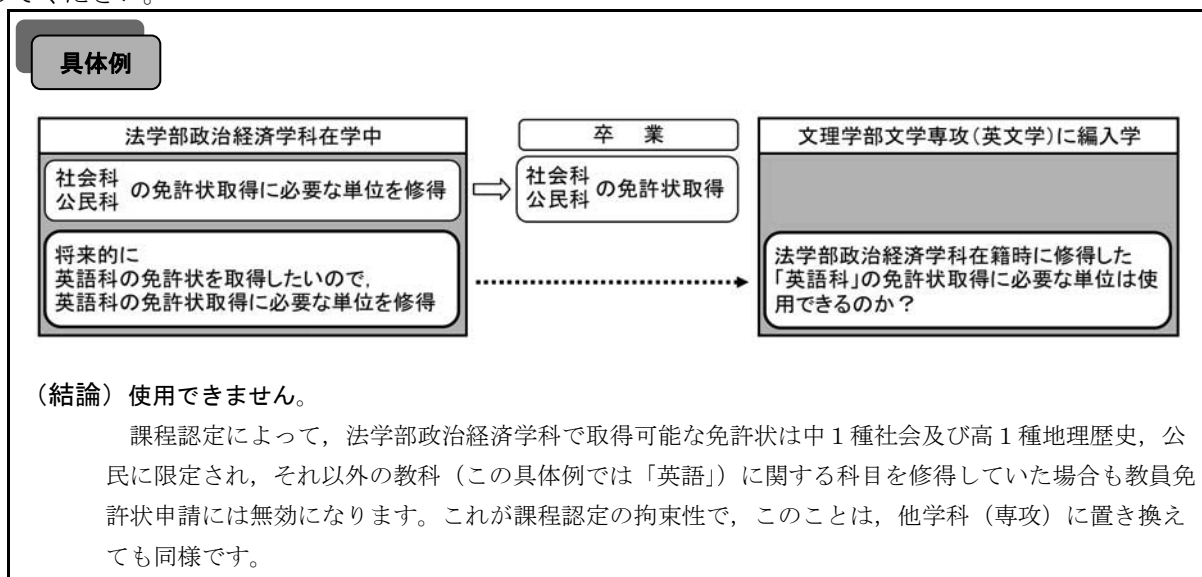 具体例
法学部政治経済学科在学中
社会科
公民科 の免許状取得に必要な単位を修得
将来的に
英語科の免許状を取得したいので,
英語科の免許状取得に必要な単位を修得
卒　業
社会科
公民科 の免許状取得
文理学部文学専攻(英文学)に編入学
法学部政治経済学科在籍時に修得した
「英語科」の免許状取得に必要な単位は使
用できるのか？
（結論）使用できません。
課程認定によって，法学部政治経済学科で取得可能な免許状は中１種社会及び高１種地理歴史，公
民に限定され，それ以外の教科（この具体例では「英語」）に関する科目を修得していた場合も教員免
許状申請には無効になります。これが課程認定の拘束性で，このことは，他学科（専攻）に置き換え
ても同様です。